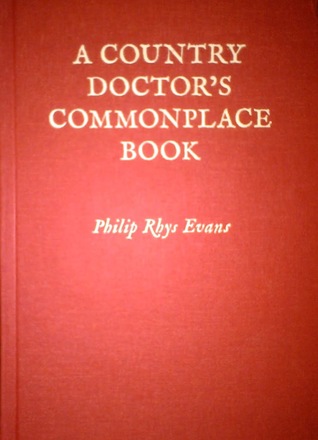 A COUNTRY
DOCTOR'S
COMMONPLACE
BOOK
Philip Rhys Evans